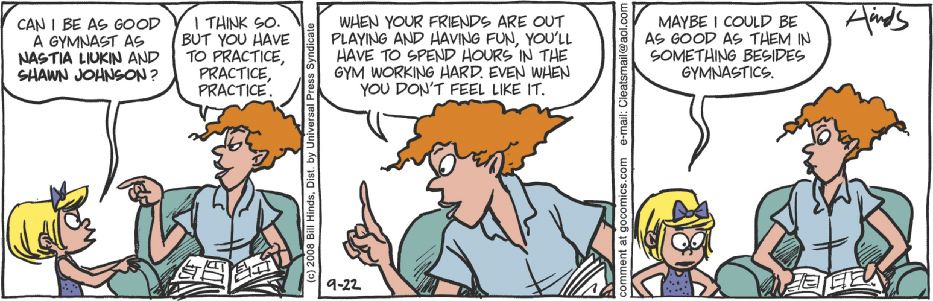 CAN I BE AS GOOD
A GYMNAST AS
NASTIA LIUKIN AND
SHAWN JOHNSON?
I THINK SO.
BUT YOU HAVE
TO PRACTICE,
PRACTICE,
PRACTICE.
(c) 2008 Bill Hinds, Dist. by Universal Press Syndicate
WHEN YOUR FRIENDS ARE OUT
PLAYING AND HAVING FUN, YOU'LL
HAVE TO SPEND HOURS IN THE
GYM WORKING HARD. EVEN WHEN
YOU DON'T FEEL LIKE IT.
9-22
comment at gocomics.com e-mail: Cleatsmail@aol.com
MAYBE I COULD BE
AS GOOD AS THEM IN
SOMETHING BESIDES
GYMNASTICS.
Hinds